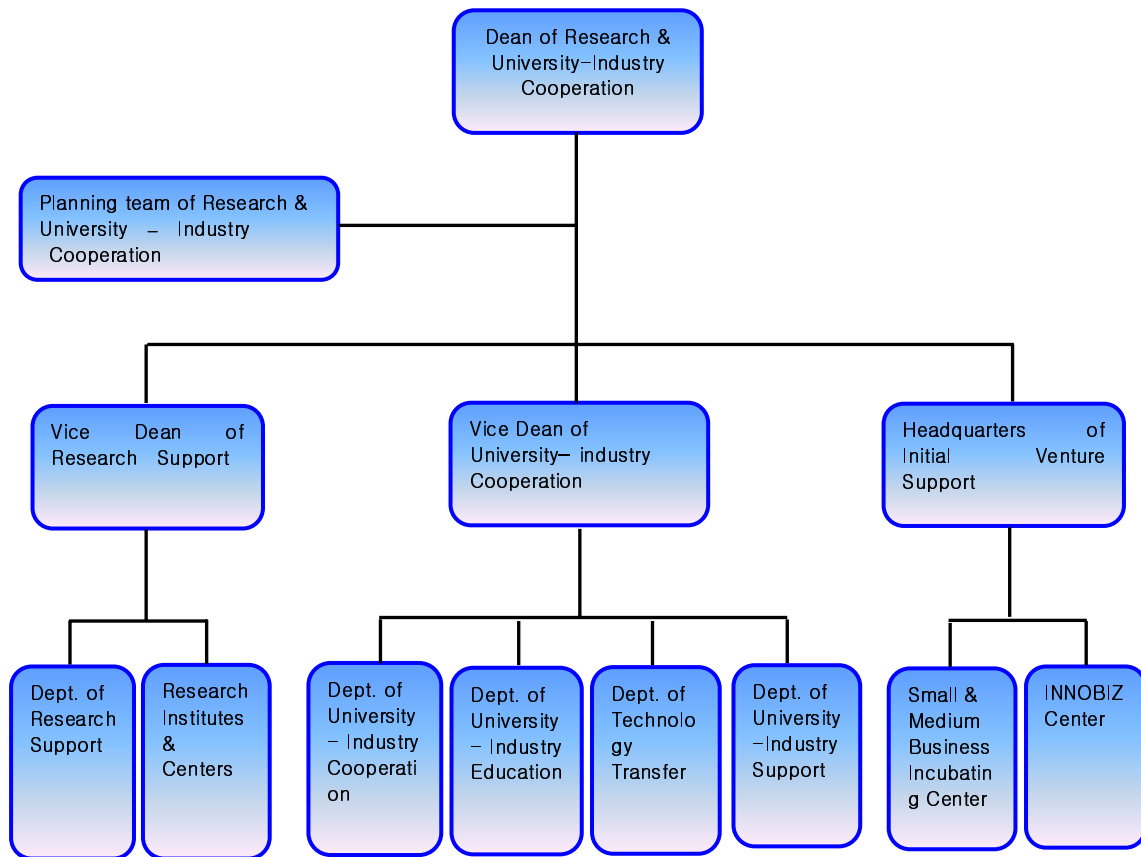 Dean of Research &
University-Industry
Cooperation
Planning team of Research &
University – Industry
Cooperation
Vice Dean of
Research Support
Vice Dean of
University– industry
Cooperation
Headquarters of
Initial Venture
Support
Dept. of
Research
Support
Research
Institutes
&
Centers
Dept. of
University
- Industry
Cooperati
on
Dept. of
University
- Industry
Education
Dept. of
Technolo
gy
Transfer
Dept. of
University
-Industry
Support
Small &
Medium
Business
Incubatin
g Center
INNOBIZ
Center